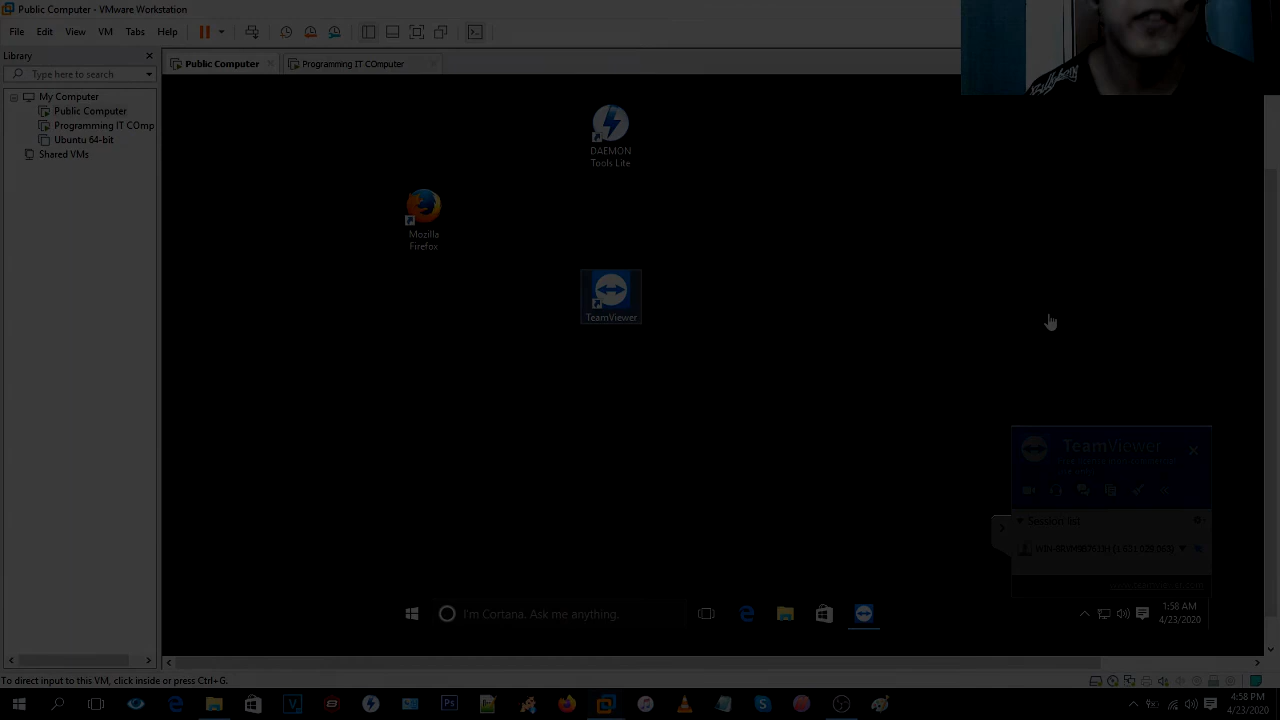 Public Computer - VMware Workstation
File Edit View VM Tabs Help
Library
Type here to search
My Computer
Public Computer
Programming IT COmp
Ubuntu 64-bit
Shared VMs
Public Computer
Programming IT COmputer
DAEMON
Tools Lite
Mozilla
Firefox
TeamViewer
TeamViewer
Session list
I'm Cortana. Ask me anything.
1:58 AM
4/23/2020
To direct input to this VM, click inside or press Ctrl+G.
4:58 PM
4/23/2020